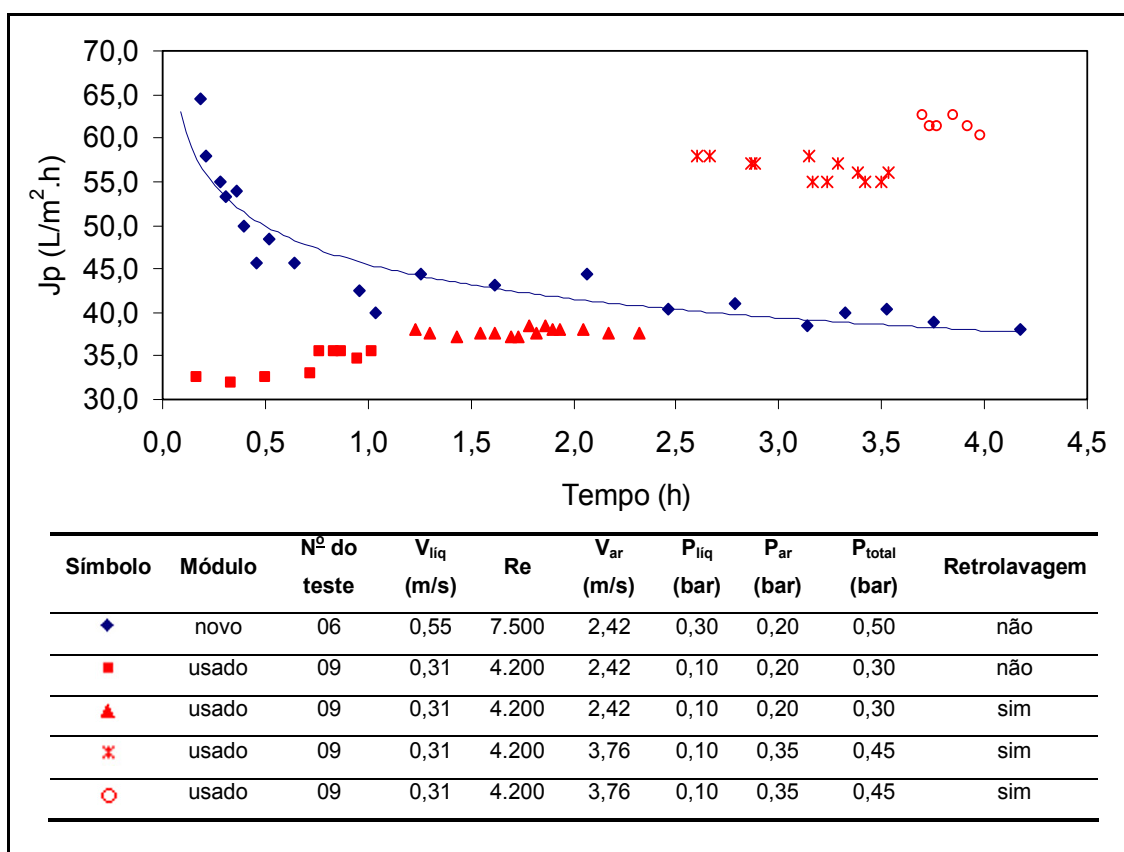 70,0
65,0
60,0
55,0
50,0
45,0
40,0
35,0
30,0
Jp (L/m².h)
0,0 0,5 1,0 1,5 2,0 2,5 3,0 3,5 4,0 4,5
Tempo (h)
Símbolo Módulo Nº do teste V líq (m/s) Re V ar (m/s) P líq (bar) P ar (bar) P total (bar) Retrolavagem
novo 06 0,55 7.500 2,42 0,30 0,20 0,50 não
usado 09 0,31 4.200 2,42 0,10 0,20 0,30 não
usado 09 0,31 4.200 2,42 0,10 0,20 0,30 sim
usado 09 0,31 4.200 3,76 0,10 0,35 0,45 sim
usado 09 0,31 4.200 3,76 0,10 0,35 0,45 sim